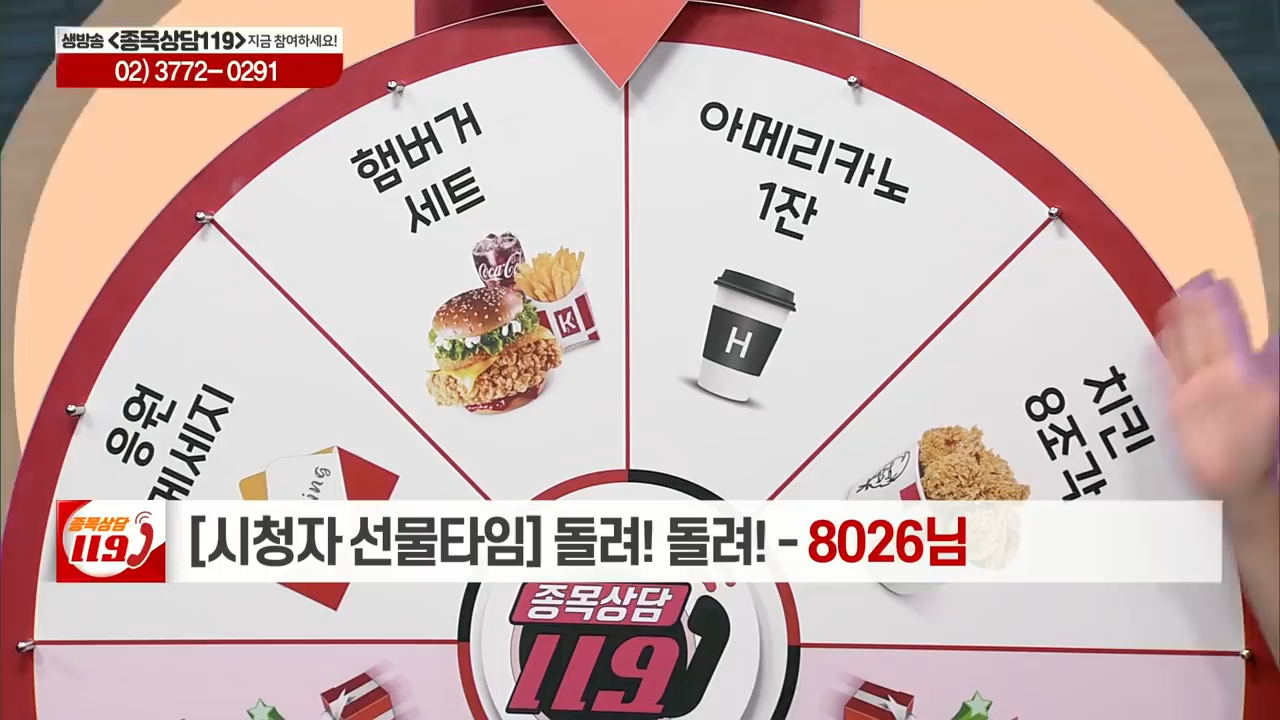 생방송 <종목상담119> 지금 참여하세요!
02) 3772-0291
햄버거
세트
아메리카노
1잔
Coca-Cola
K
H
응원
메세지
치킨
8조각
종목상담
119
[시청자 선물타임] 돌려! 돌려! - 8026님
종목상담
119